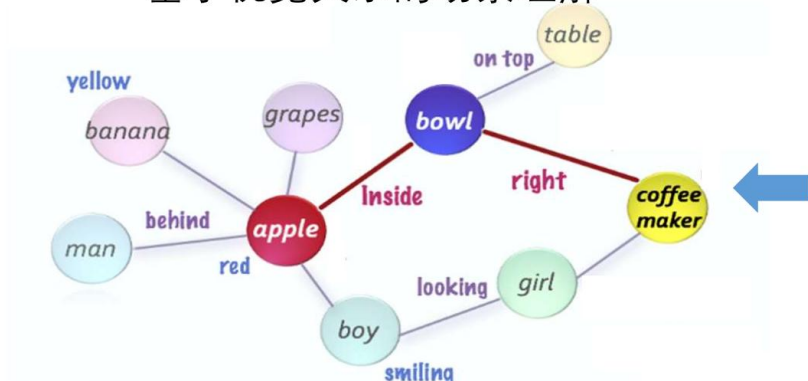 table
on top
yellow
grapes
banana
bowl
Inside
right
coffee
maker
behind
apple
man
red
looking
girl
boy
smiling